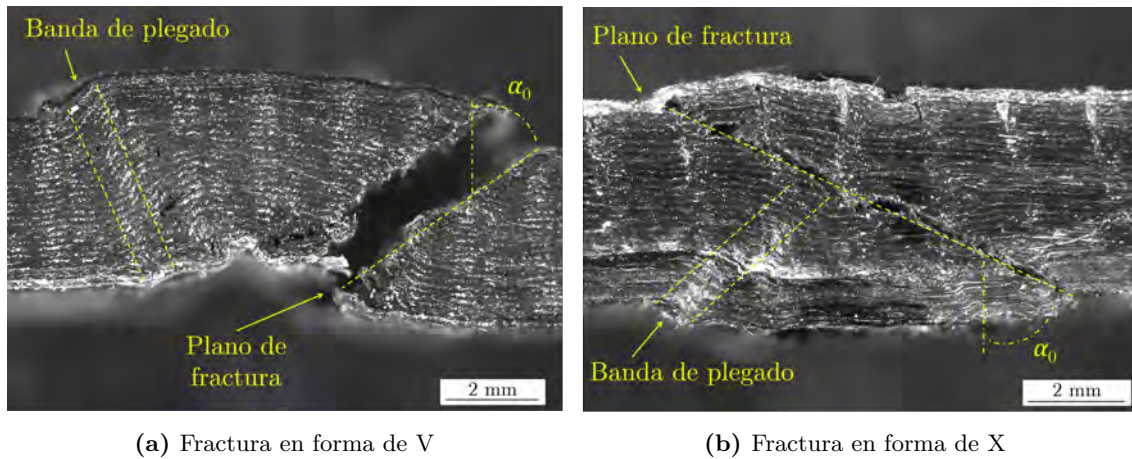 Banda de plegado
α₀
Plano de
fractura
2 mm
Plano de fractura
Banda de plegado
α₀
2 mm
(a) Fractura en forma de V
(b) Fractura en forma de X